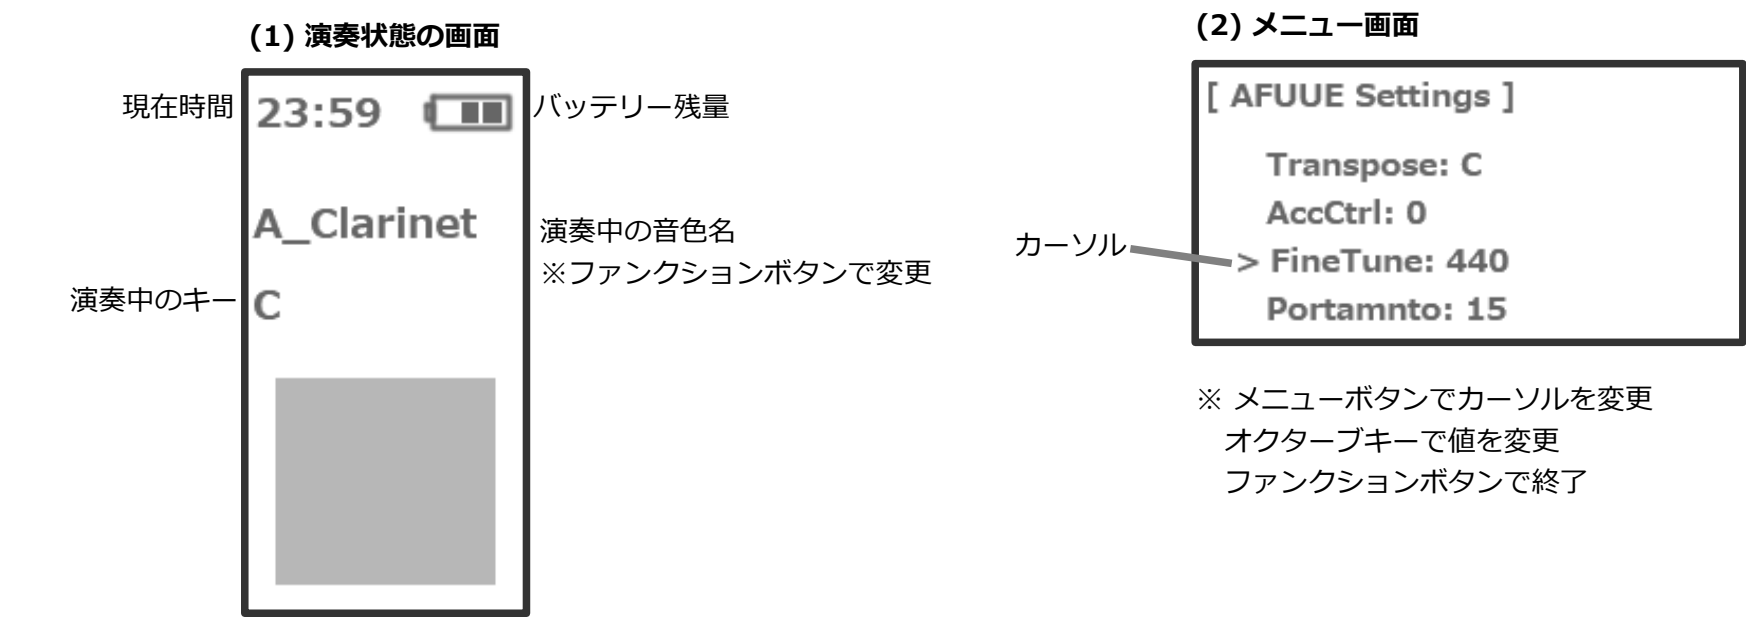 (1) 演奏状態の画面
現在時間
23:59
バッテリー残量
A_Clarinet
演奏中の音色名
※ファンクションボタンで変更
演奏中のキー
C
(2) メニュー画面
[ AFUUE Settings ]
Transpose: C
AccCtrl: 0
カーソル
> FineTune: 440
Portamnto: 15
※ メニューボタンでカーソルを変更
オクターブキーで値を変更
ファンクションボタンで終了